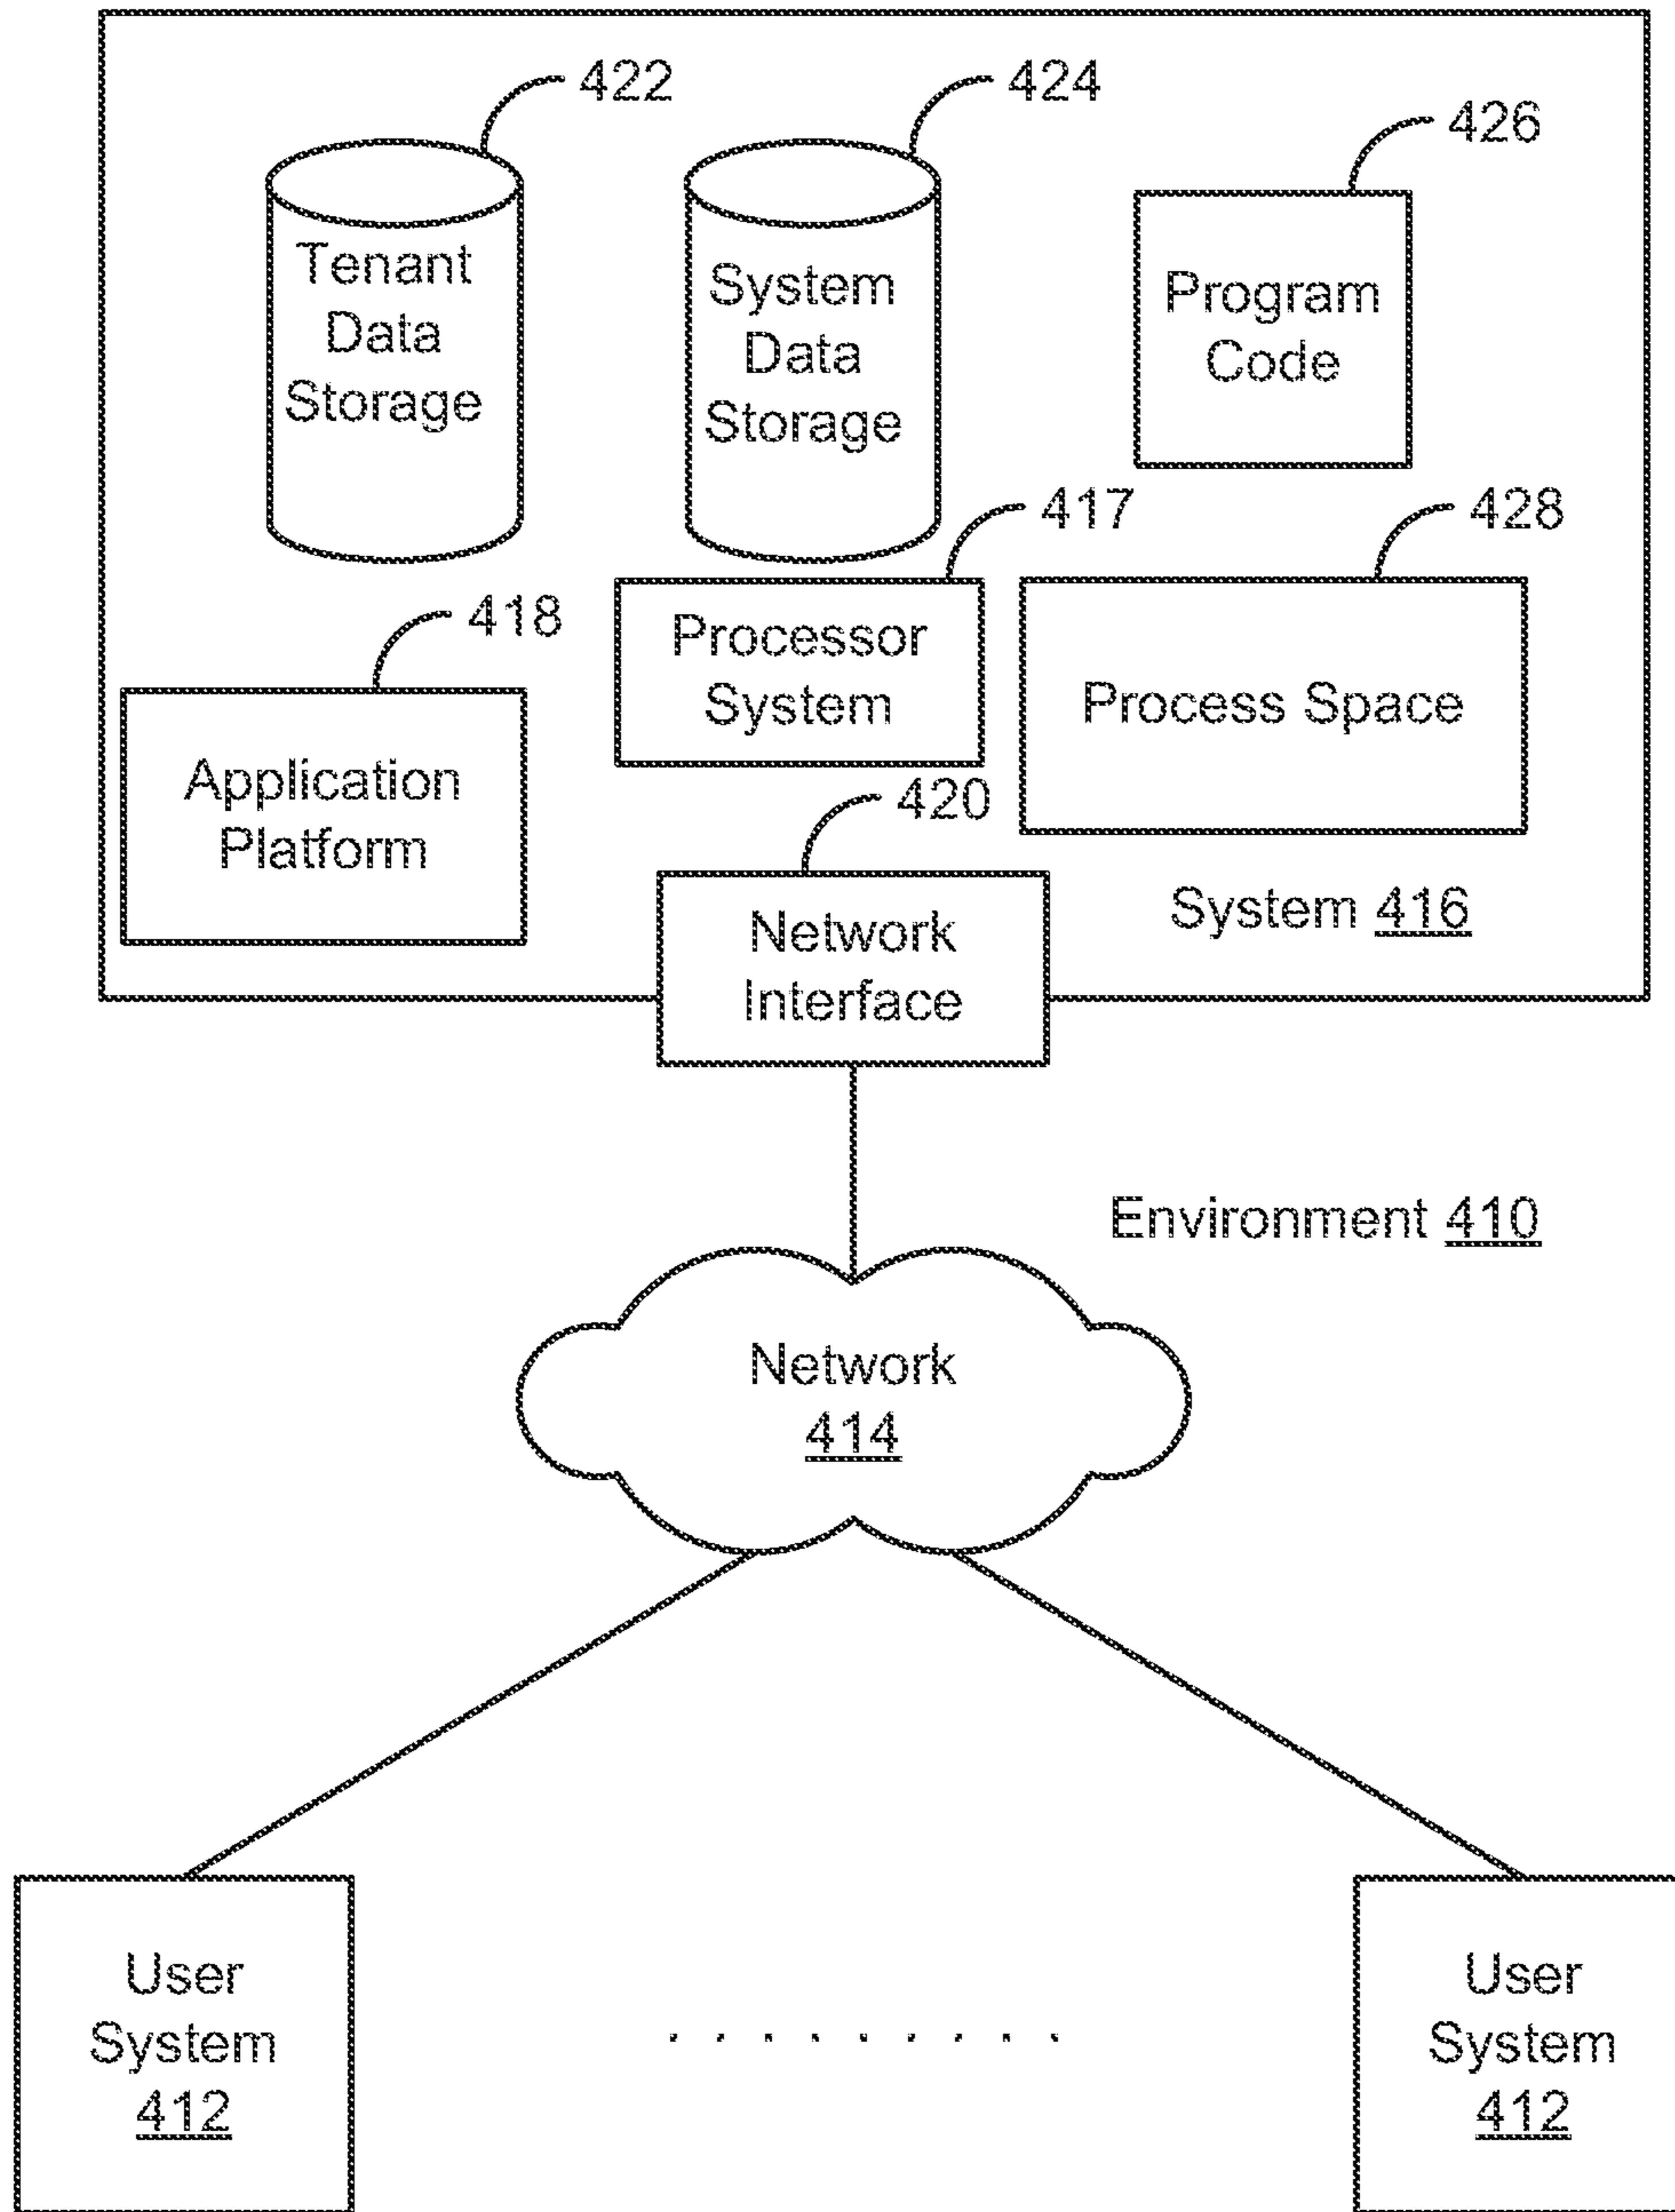 422
424
426
Tenant
Data
Storage
System
Data
Storage
Program
Code
417
428
418
Processor
System
Process Space
Application
Platform
420
System 416
Network
Interface
Environment 410
Network
414
User
System
412
User
System
412